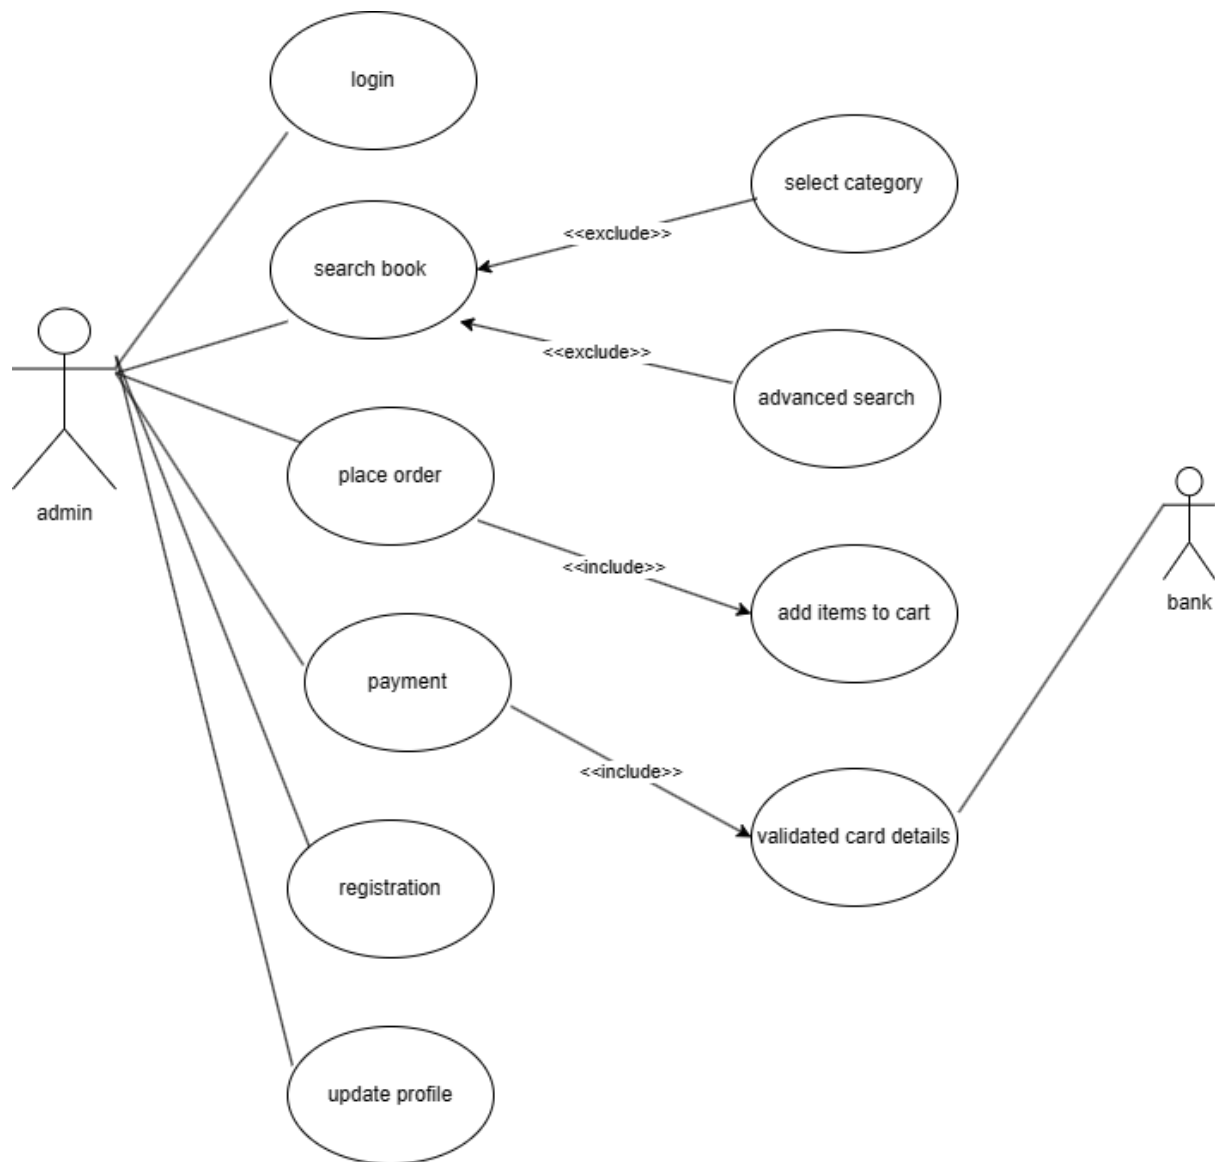 login
select category
<<exclude>>
search book
<<exclude>>
advanced search
place order
admin
<<include>>
add items to cart
bank
payment
<<include>>
validated card details
registration
update profile